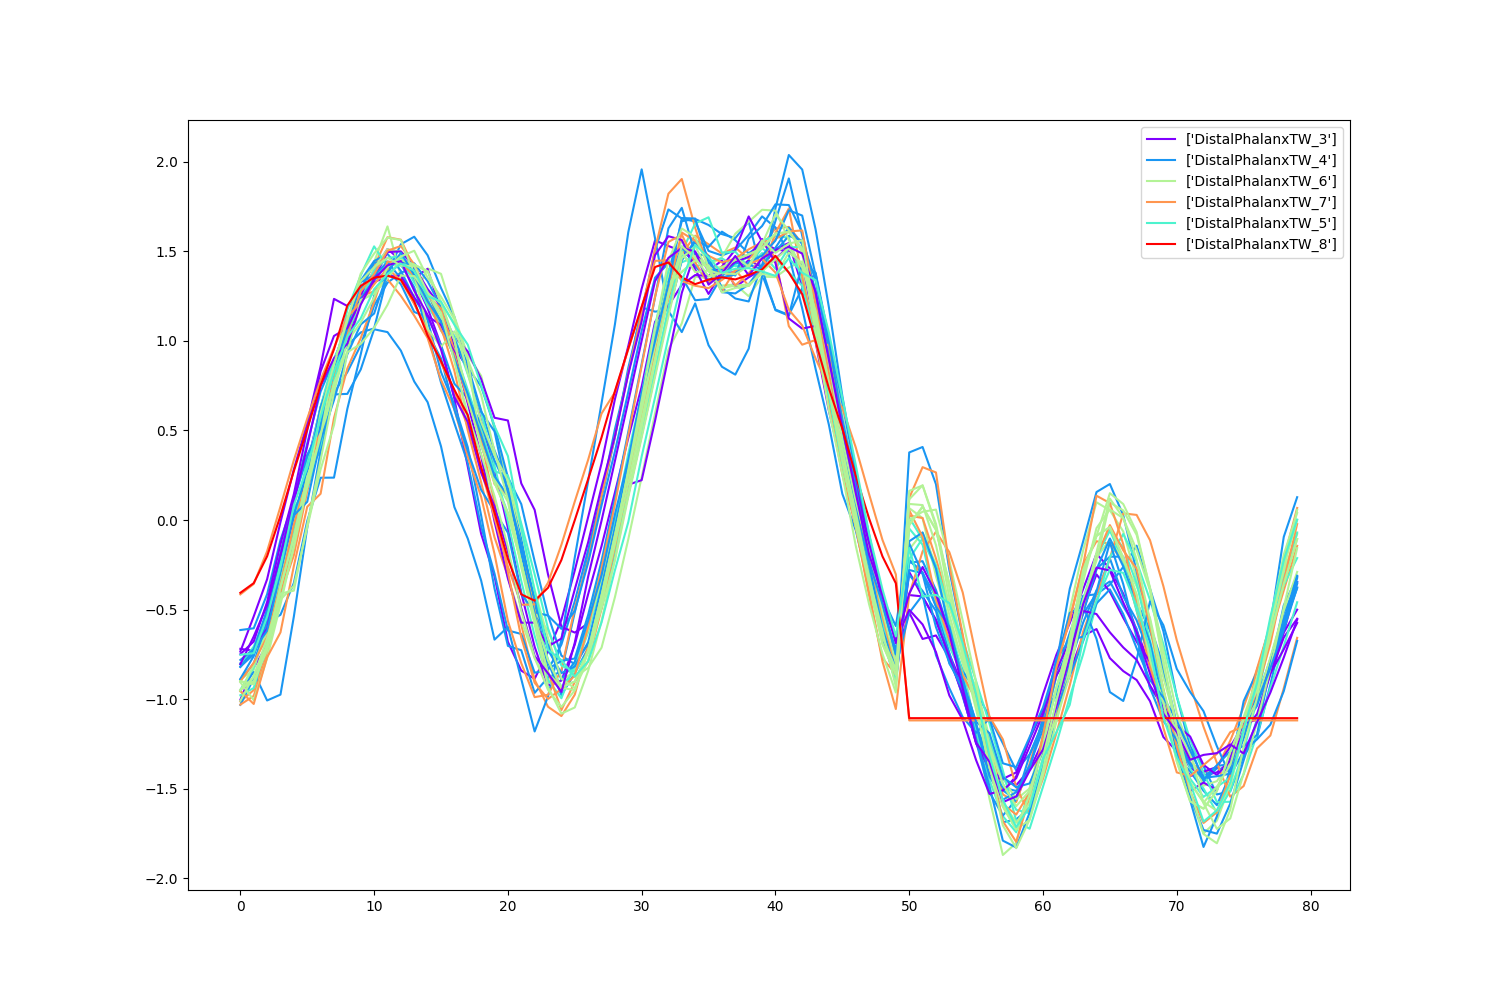 ['DistalPhalanxTW_3']
['DistalPhalanxTW_4']
['DistalPhalanxTW_6']
['DistalPhalanxTW_7']
['DistalPhalanxTW_5']
['DistalPhalanxTW_8']
2.0
1.5
1.0
0.5
0.0
−0.5
−1.0
−1.5
−2.0
0 10 20 30 40 50 60 70 80